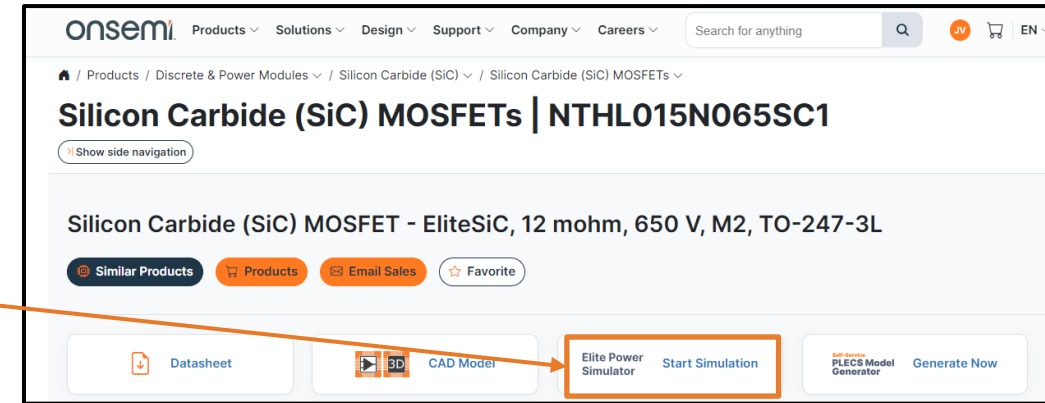 onsemi Products Solutions Design Support Company Careers Search for anything JV EN
/ Products / Discrete & Power Modules / Silicon Carbide (SiC) / Silicon Carbide (SiC) MOSFETs
Silicon Carbide (SiC) MOSFETs | NTHL015N065SC1
Show side navigation
Silicon Carbide (SiC) MOSFET - EliteSiC, 12 mohm, 650 V, M2, TO-247-3L
Similar Products Products Email Sales Favorite
Datasheet
3D CAD Model
Elite Power
Simulator
Start Simulation
Self-Service
PLECS Model
Generator
Generate Now